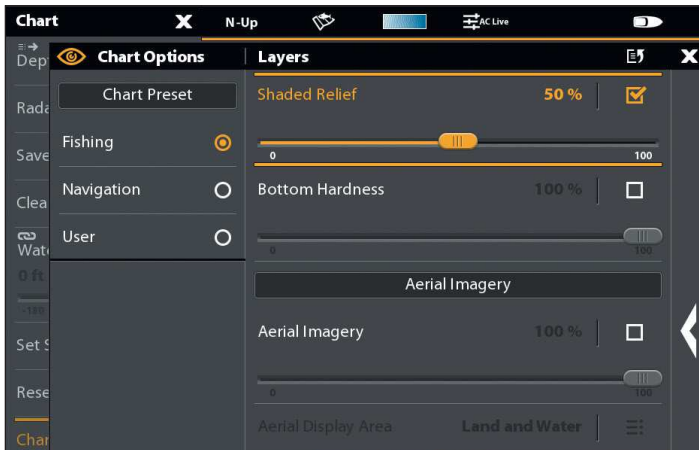 Chart X N-Up AC Live
Dep
Chart Options
Layers
X
Chart Preset
Shaded Relief 50 %
Rada
0 100
Fishing
Save
Navigation
Bottom Hardness 100 %
Clea
User
0 100
Wate
0 ft
Aerial Imagery
-180
Aerial Imagery 100 %
Set S
0 100
Rese
Aerial Display Area Land and Water
Char